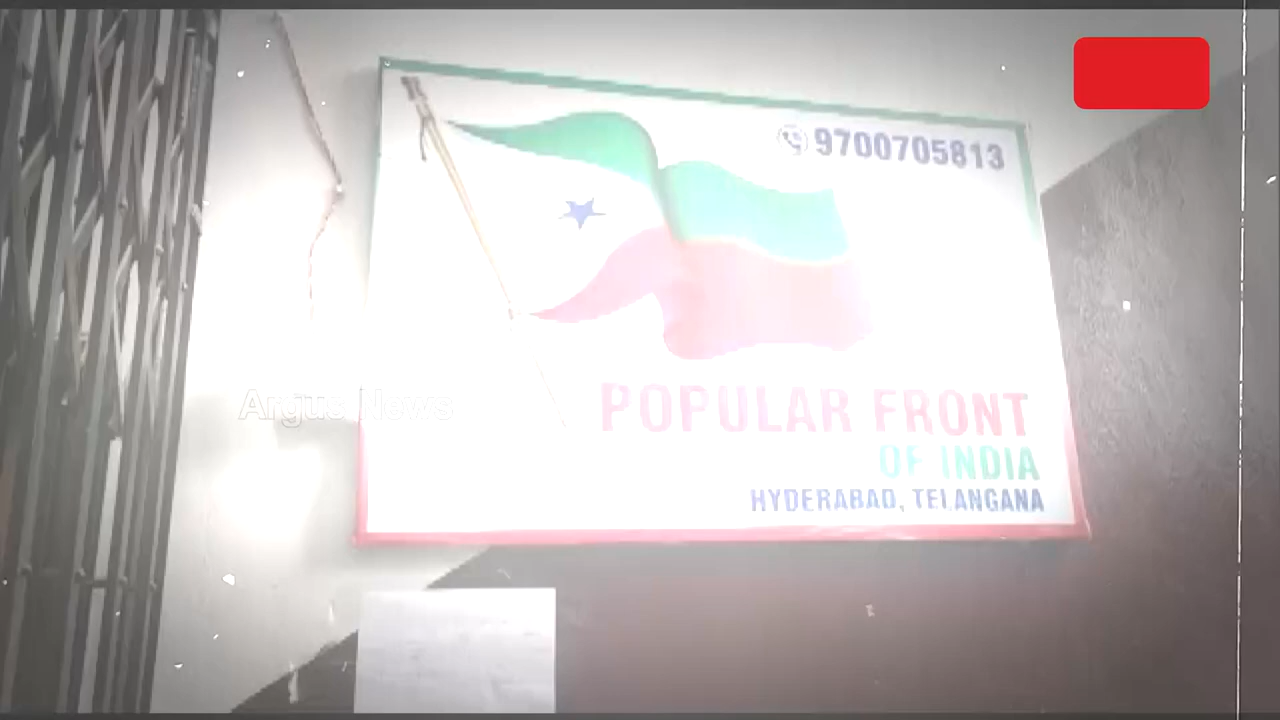 9700705813
POPULAR FRONT
OF INDIA
HYDERABAD, TELANGANA
Argus News